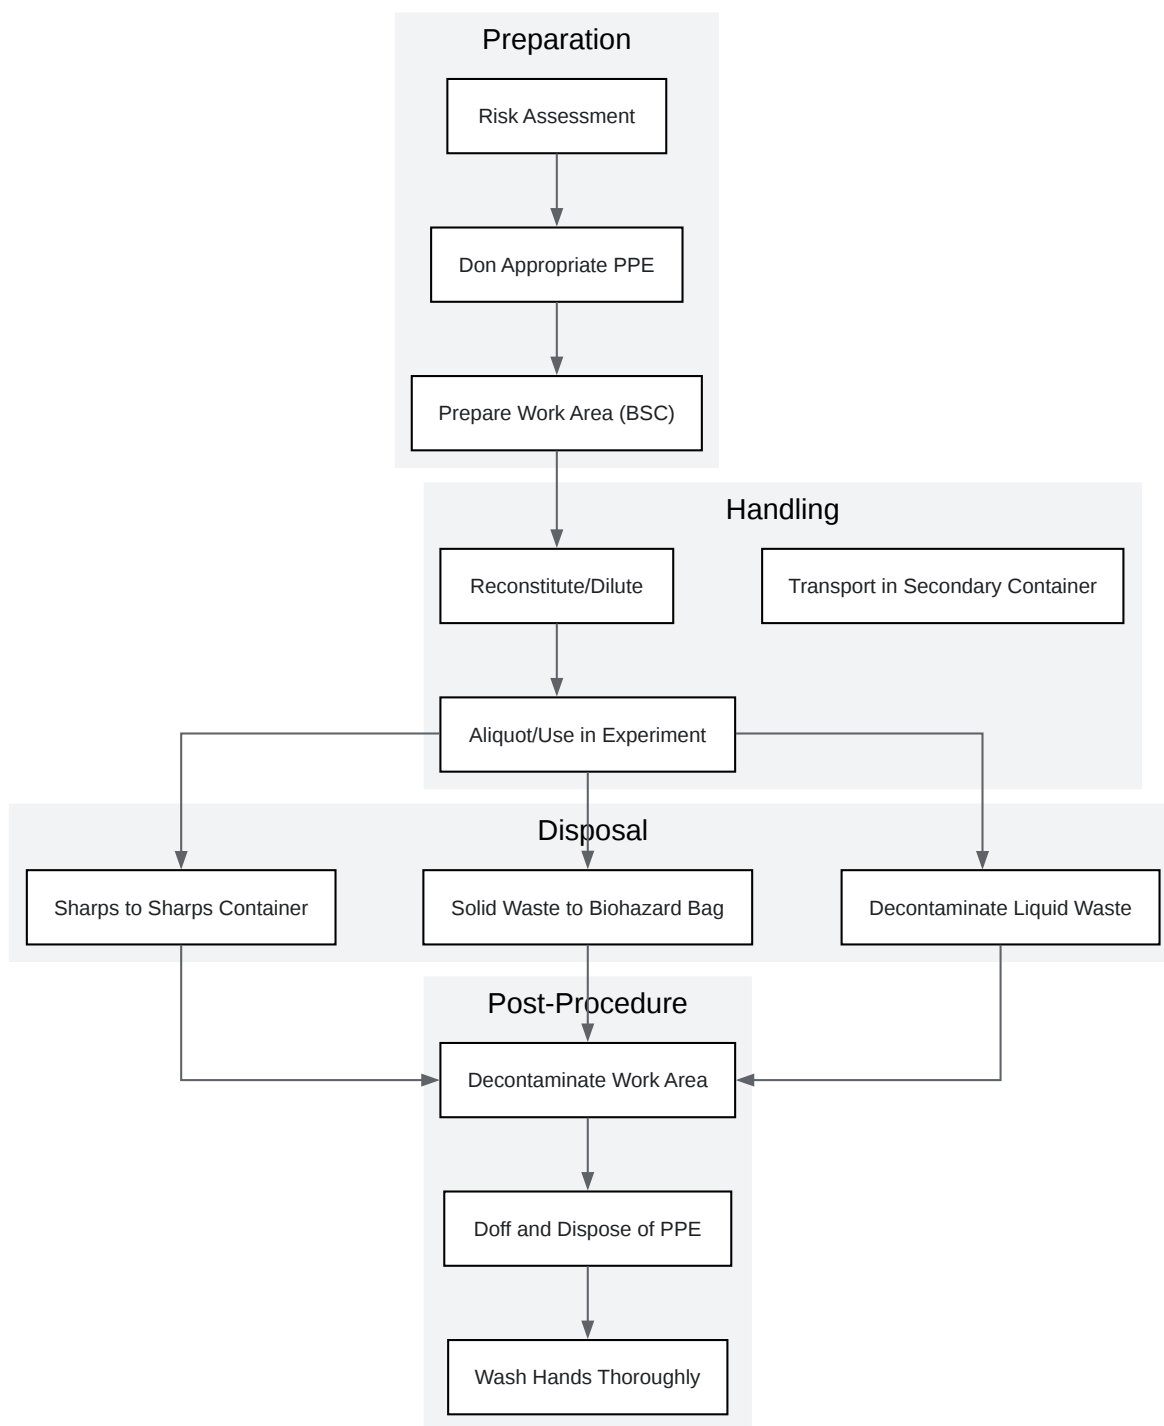 Preparation
Risk Assessment
Don Appropriate PPE
Prepare Work Area (BSC)
Handling
Reconstitute/Dilute
Transport in Secondary Container
Aliquot/Use in Experiment
Disposal
Sharps to Sharps Container
Solid Waste to Biohazard Bag
Decontaminate Liquid Waste
Post-Procedure
Decontaminate Work Area
Doff and Dispose of PPE
Wash Hands Thoroughly